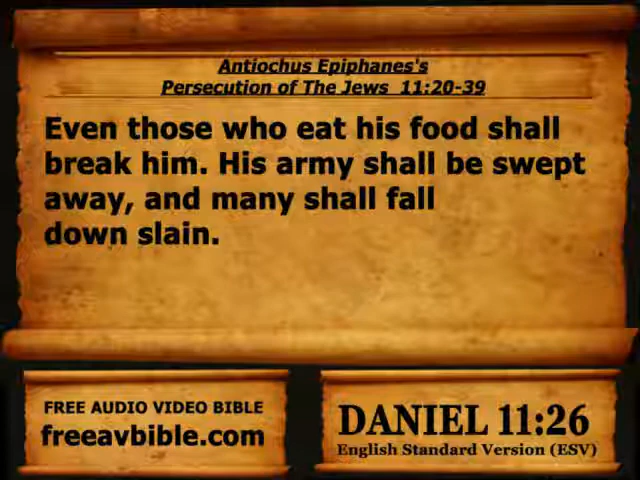 Antiochus Epiphanes's
Persecution of The Jews 11:20-39
Even those who eat his food shall
break him. His army shall be swept
away, and many shall fall
down slain.
FREE AUDIO VIDEO BIBLE
freeavbible.com
DANIEL 11:26
English Standard Version (ESV)